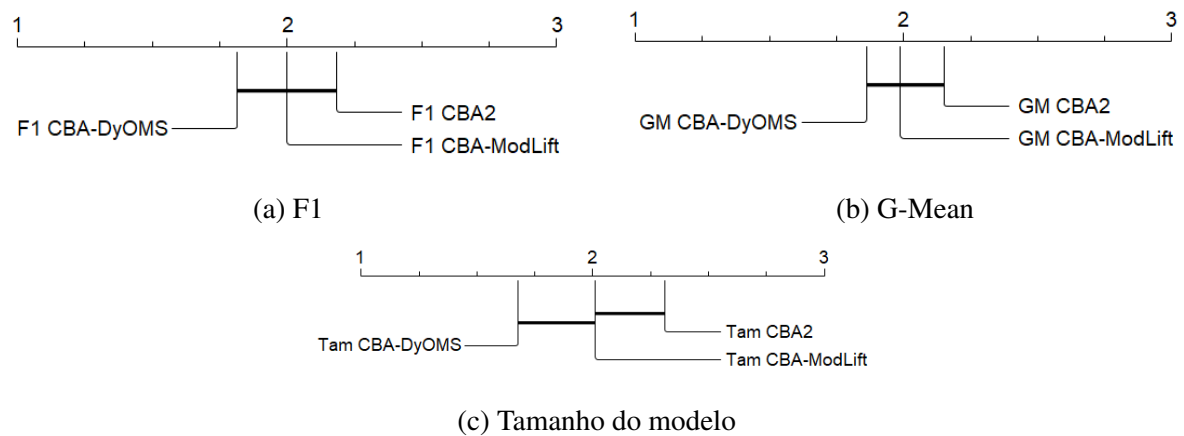 1 2 3
F1 CBA-DyOMS
F1 CBA2
F1 CBA-ModLift
(a) F1
1 2 3
GM CBA-DyOMS
GM CBA2
GM CBA-ModLift
(b) G-Mean
1 2 3
Tam CBA-DyOMS
Tam CBA2
Tam CBA-ModLift
(c) Tamanho do modelo